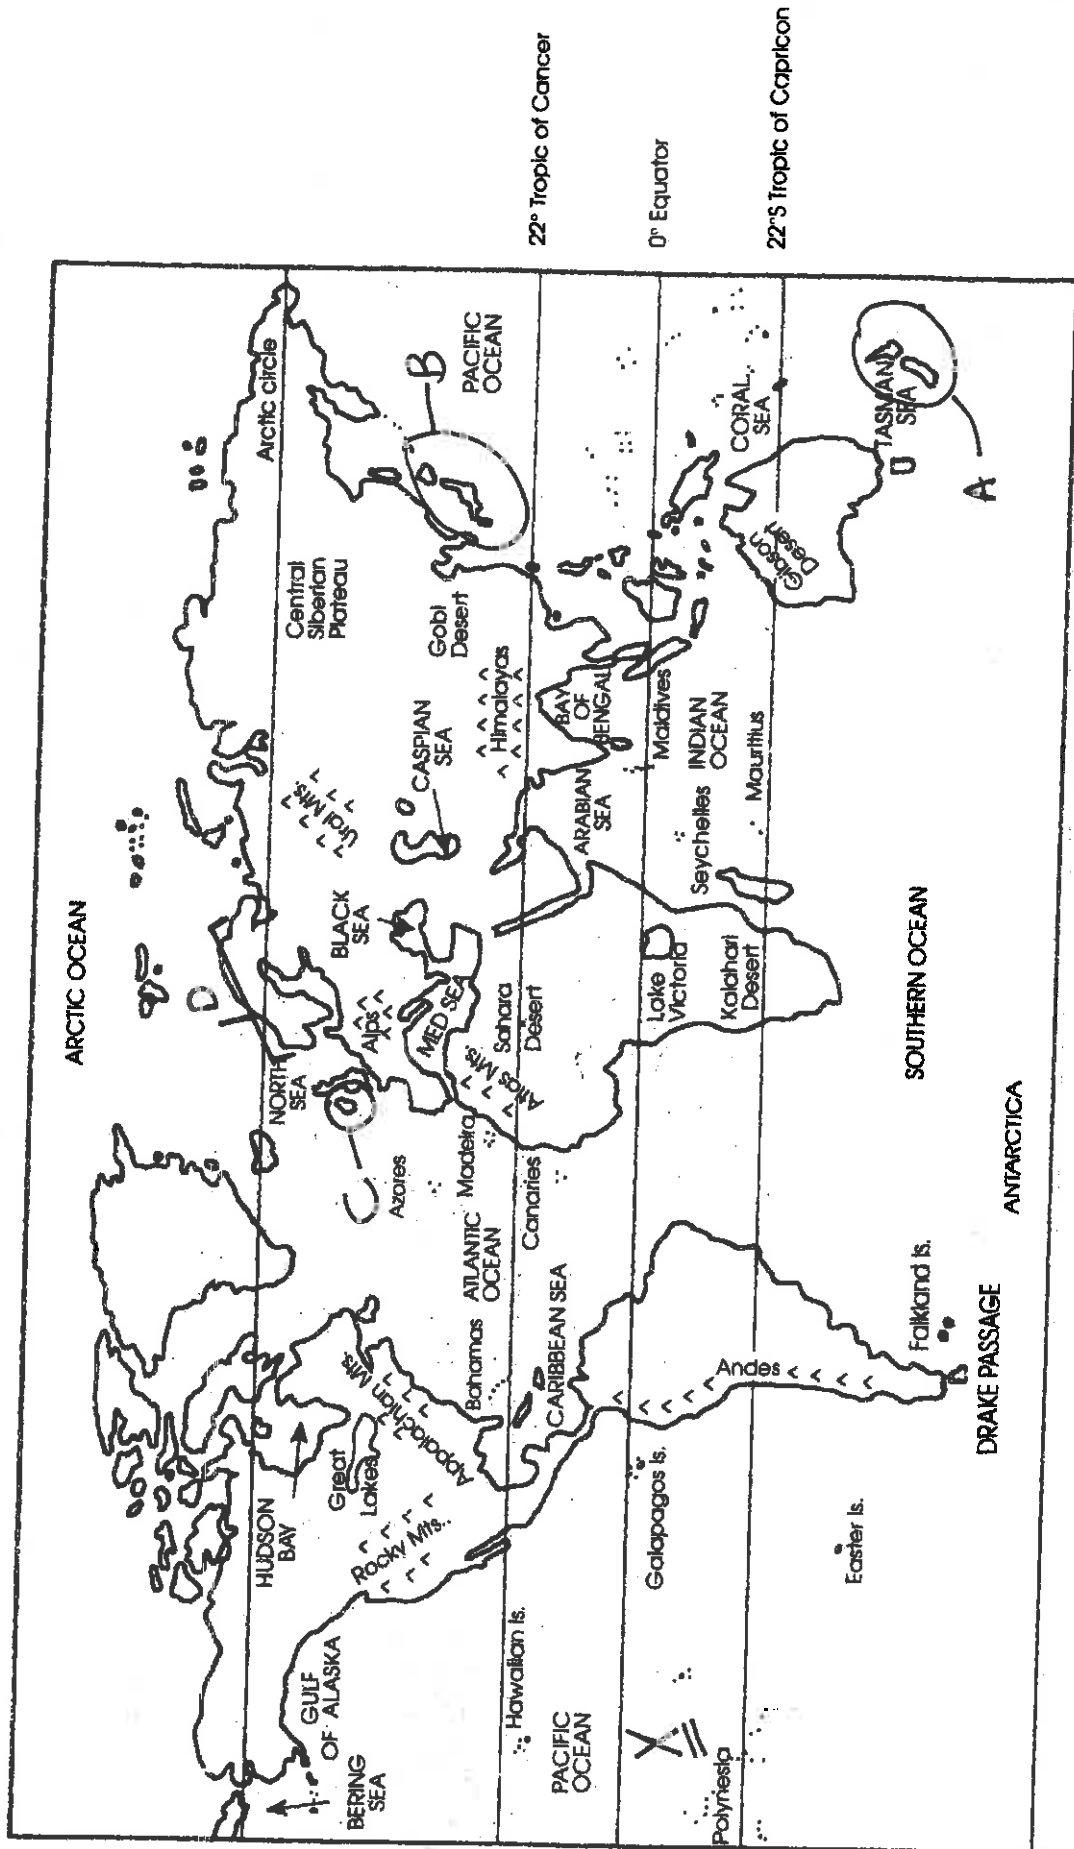 ARCTIC OCEAN
Arctic circle
HUDSON
BAY
GULF
OF ALASKA
BERING
SEA
Great
Lakes
Rocky Mts..
Appalachian Mts.
NORTH
SEA
D
C
Azores
Alps
BLACK
SEA
MED SEA
Ural Mts.
CASPIAN
SEA
Central
Siberian
Plateau
Gobi
Desert
Himalayas
B
PACIFIC
OCEAN
22° Tropic of Cancer
Hawaiian Is.
PACIFIC
OCEAN
Bahamas
ATLANTIC
OCEAN
CARIBBEAN SEA
Madeira
Canaries
Atlas Mts.
Sahara
Desert
ARABIAN
SEA
BAY
OF
BENGAL
Maldives
0° Equator
Galapagos Is.
Polynesia
Andes
Lake
Victoria
Kalahari
Desert
Seychelles
INDIAN
OCEAN
Mauritius
CORAL
SEA
Gibson
Desert
22°S Tropic of Capricon
TASMAN
SEA
A
Easter Is.
Falkland Is.
DRAKE PASSAGE
SOUTHERN OCEAN
ANTARCTICA